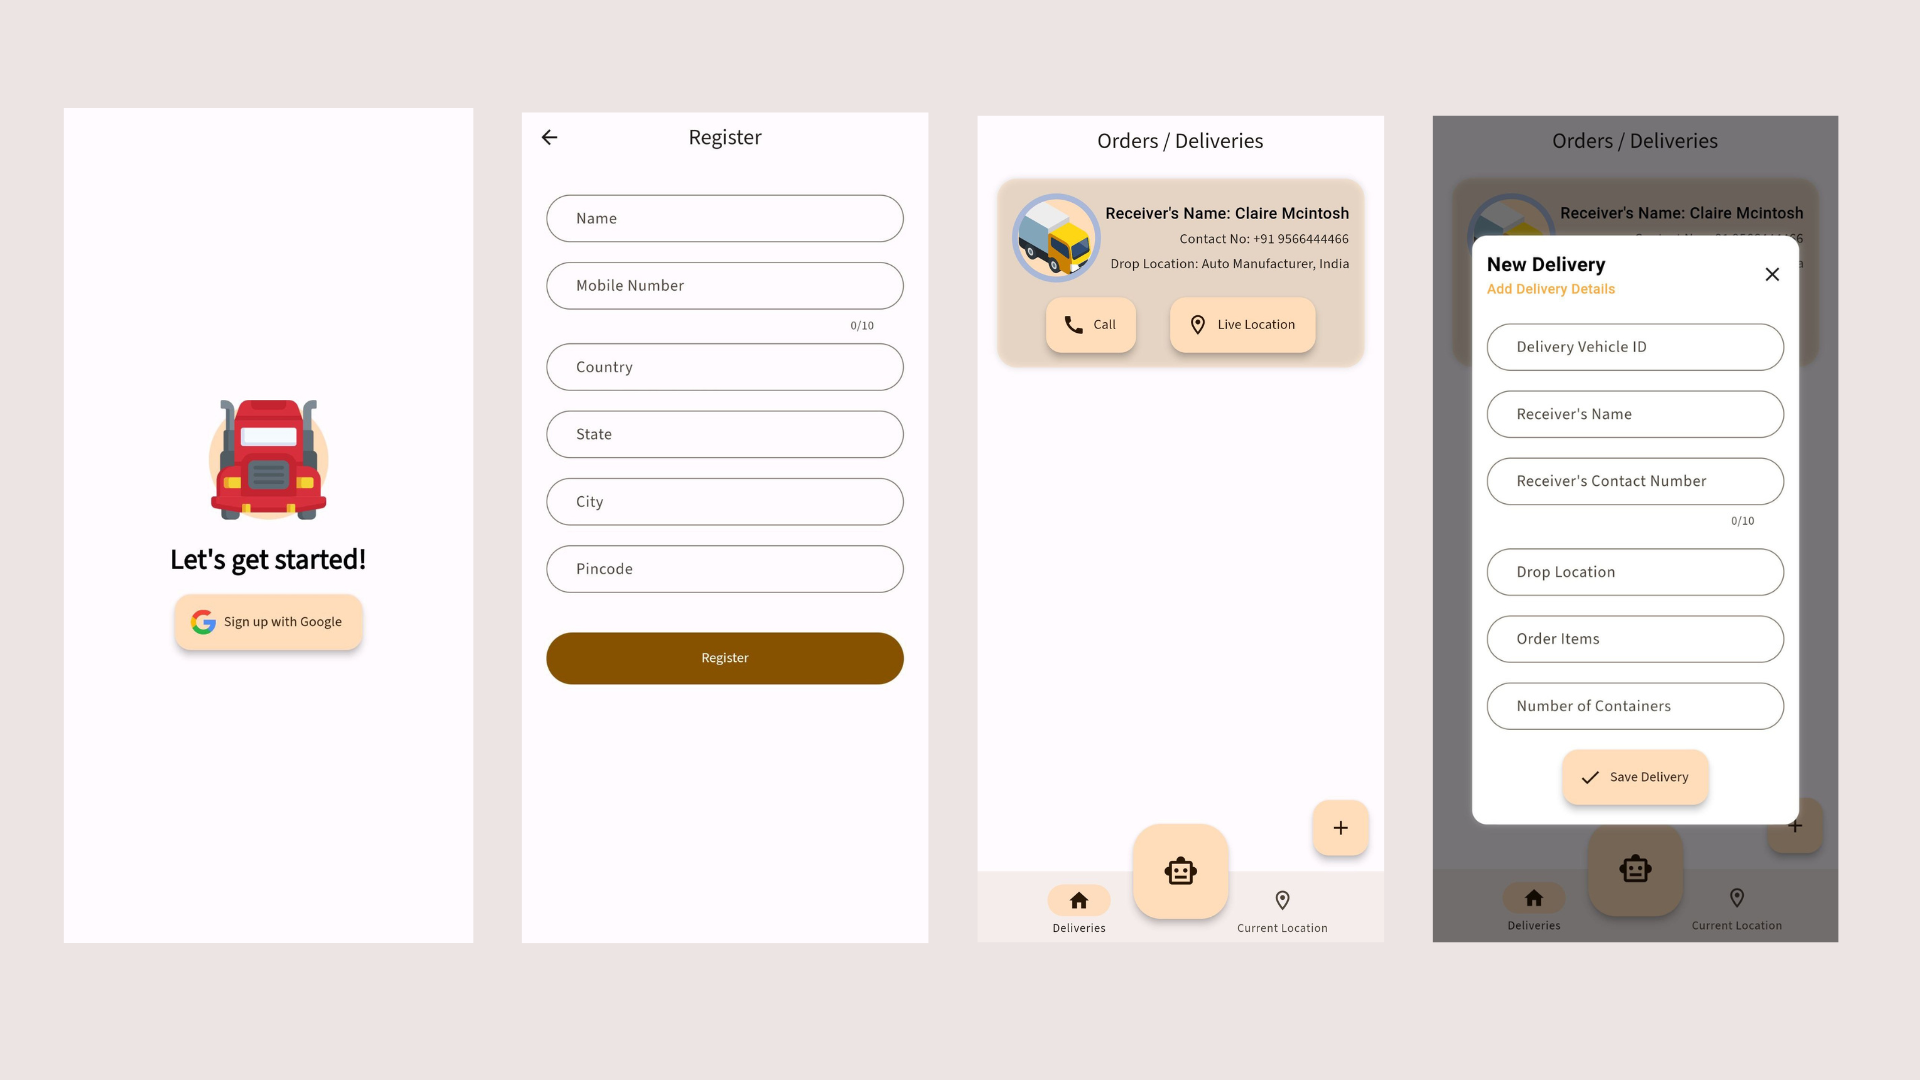 Let's get started!
Sign up with Google
Register
Name
Mobile Number
0/10
Country
State
City
Pincode
Register
Orders / Deliveries
Receiver's Name: Claire Mcintosh
Contact No: +91 9566444466
Drop Location: Auto Manufacturer, India
Call
Live Location
Deliveries
Current Location
Orders / Deliveries
Receiver's Name: Claire Mcintosh
New Delivery
Add Delivery Details
Delivery Vehicle ID
Receiver's Name
Receiver's Contact Number
0/10
Drop Location
Order Items
Number of Containers
Save Delivery
Deliveries
Current Location